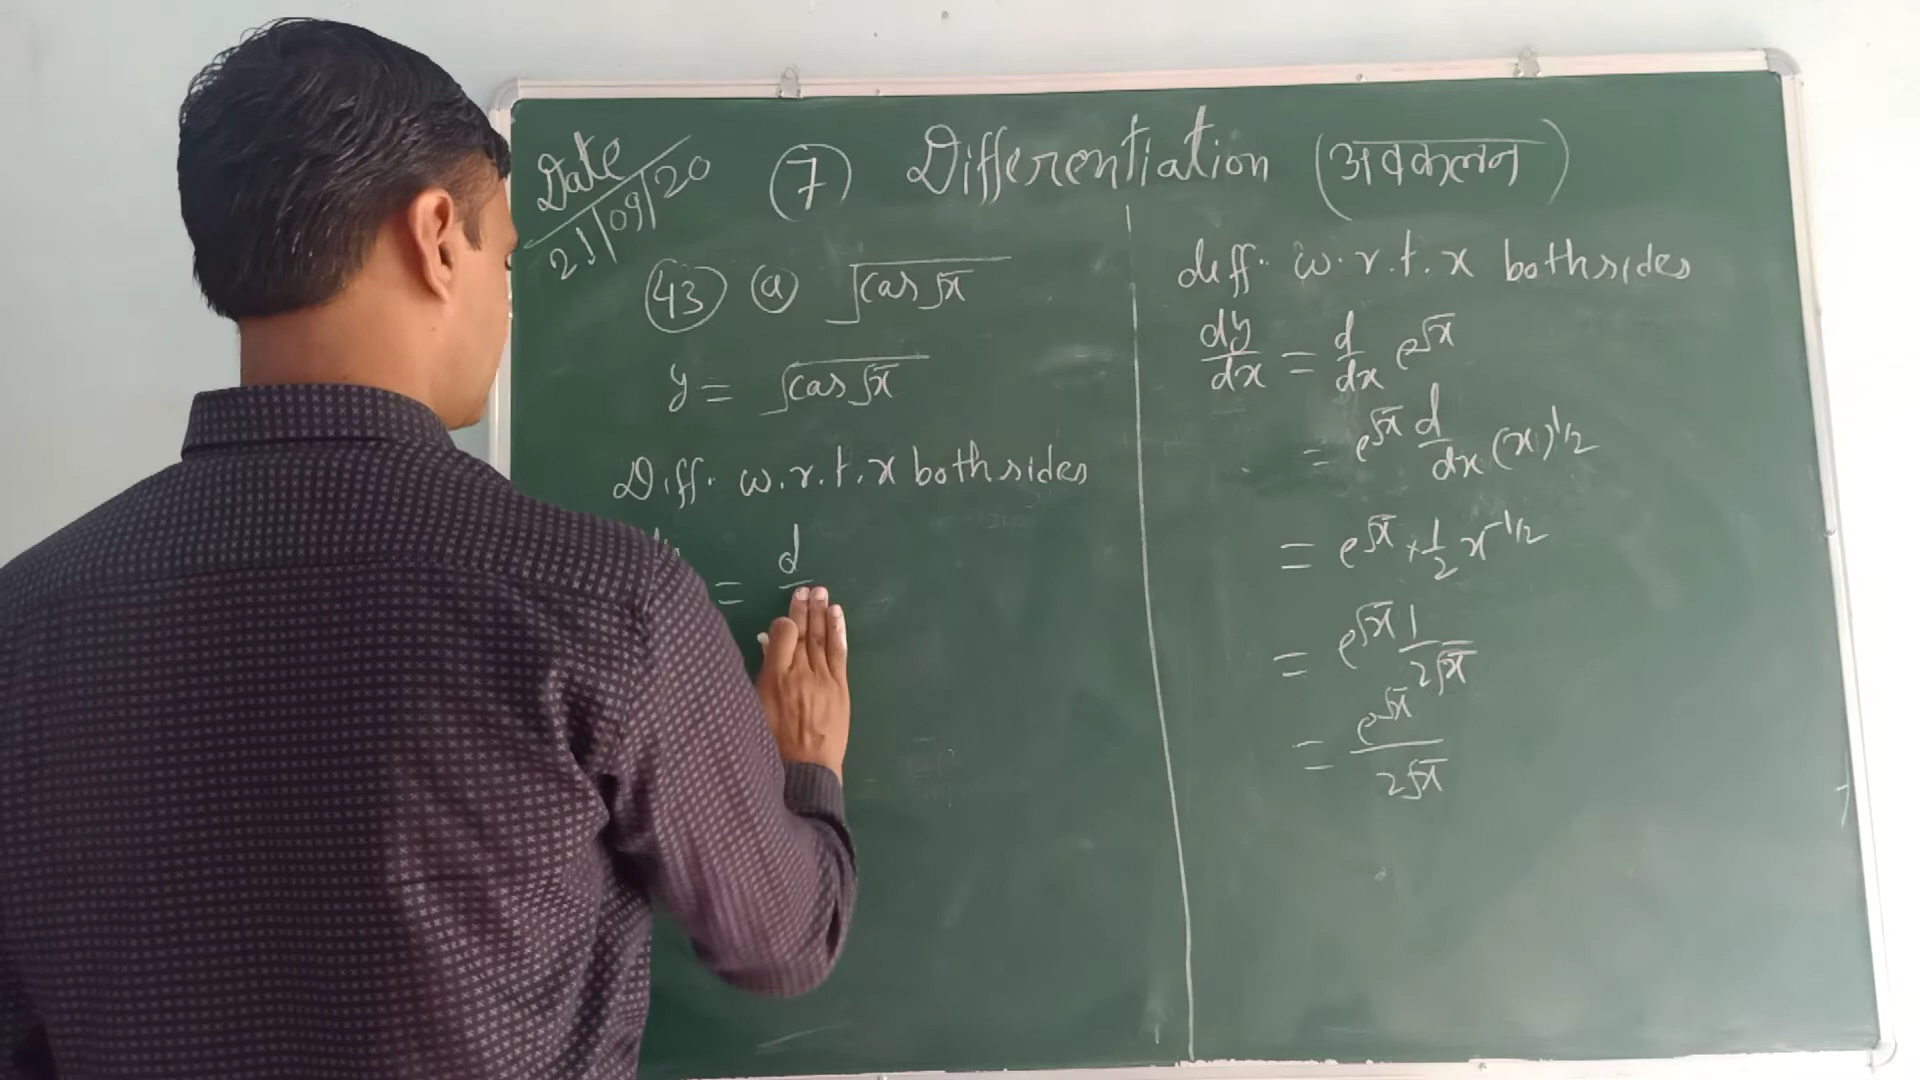 Date
21/09/20
(7) Differentiation (अवकलन)
(43) (a) √(cos √x)
y = √(cos √x)
Diff. w.r.t. x both sides
= d
diff. w.r.t. x both sides
dy/dx = d/dx e^√x
= e^√x d/dx (x)^1/2
= e^√x × 1/2 x^-1/2
= e^√x 1/2√x
= e^√x/2√x